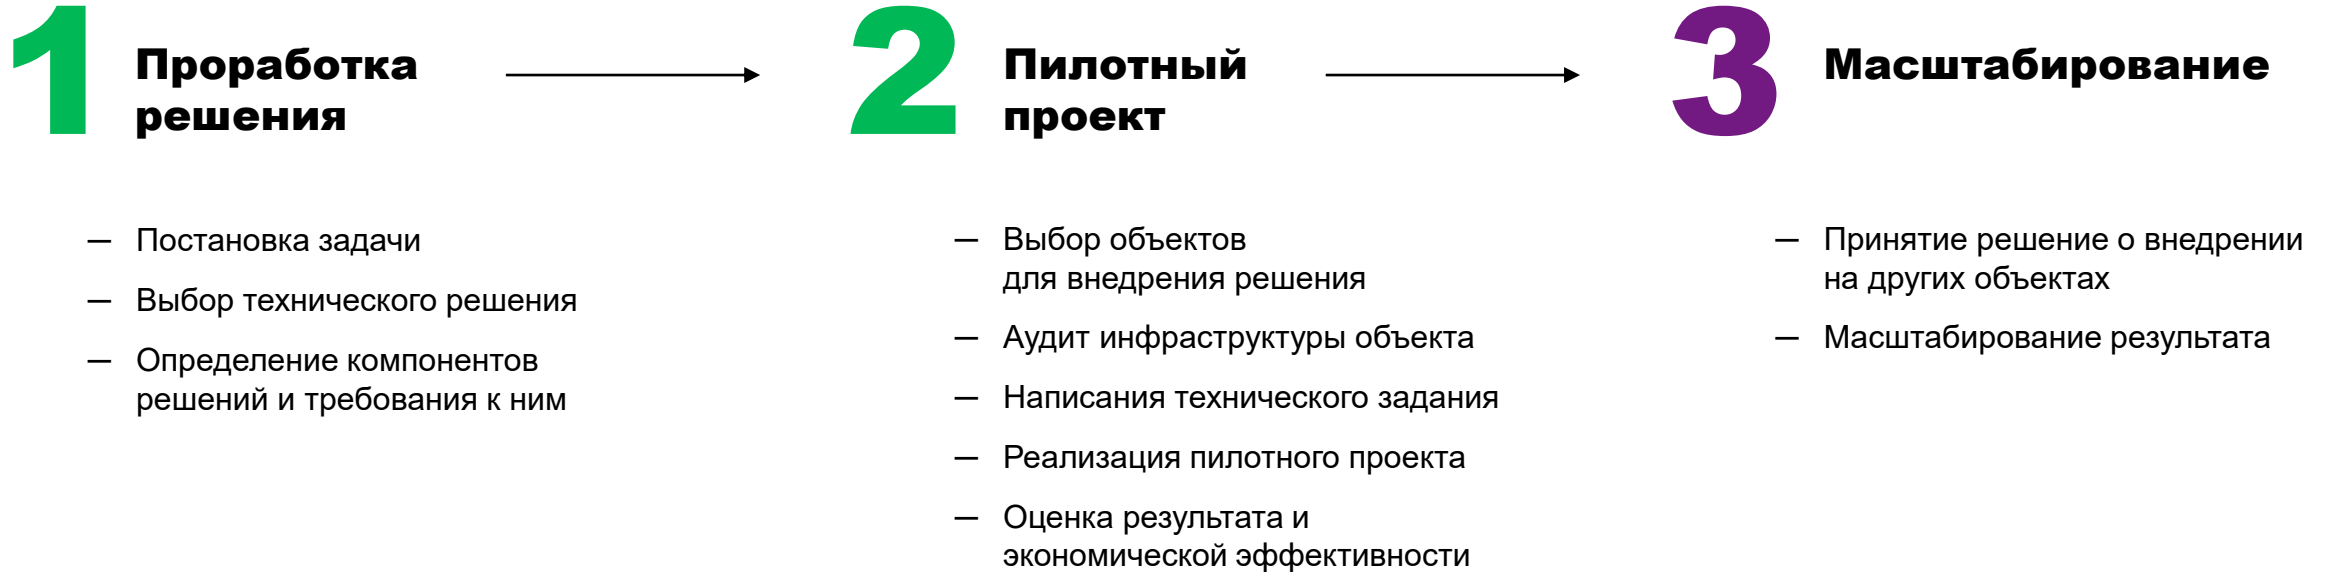 1
Проработка
решения
— Постановка задачи
— Выбор технического решения
— Определение компонентов
решений и требования к ним
2
Пилотный
проект
— Выбор объектов
для внедрения решения
— Аудит инфраструктуры объекта
— Написания технического задания
— Реализация пилотного проекта
— Оценка результата и
экономической эффективности
3
Масштабирование
— Принятие решение о внедрении
на других объектах
— Масштабирование результата